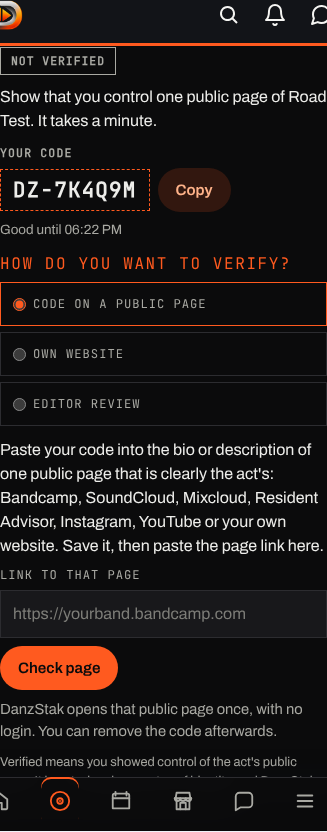 NOT VERIFIED
Show that you control one public page of Road
Test. It takes a minute.
YOUR CODE
DZ-7K4Q9M
Copy
Good until 06:22 PM
HOW DO YOU WANT TO VERIFY?
CODE ON A PUBLIC PAGE
OWN WEBSITE
EDITOR REVIEW
Paste your code into the bio or description of
one public page that is clearly the act's:
Bandcamp, SoundCloud, Mixcloud, Resident
Advisor, Instagram, YouTube or your own
website. Save it, then paste the page link here.
LINK TO THAT PAGE
https://yourband.bandcamp.com
Check page
DanzStak opens that public page once, with no
login. You can remove the code afterwards.
Verified means you showed control of the act's public